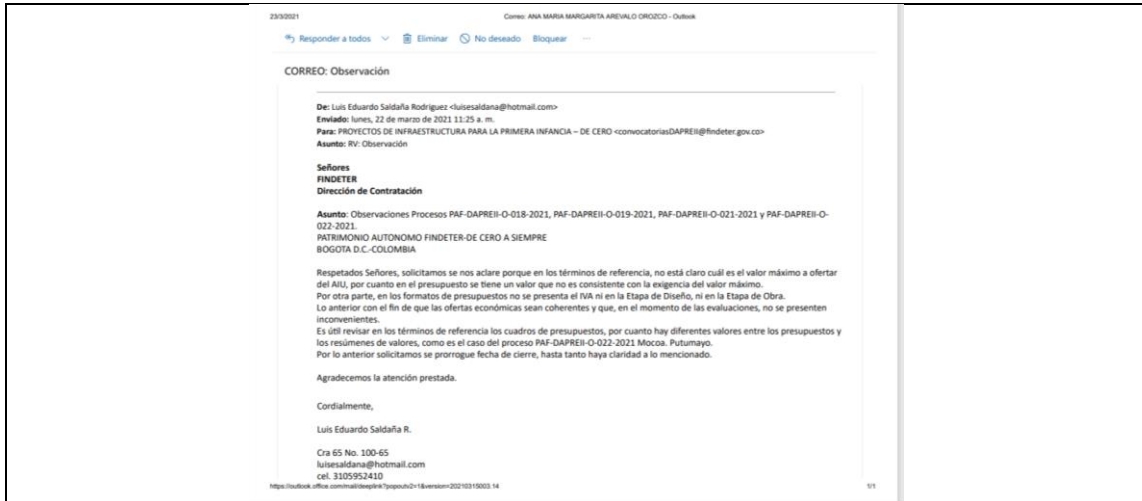 23/3/2021 Correo: ANA MARIA MARGARITA AREVALO OROZCO - Outlook
Responder a todos Eliminar No deseado Bloquear ...
CORREO: Observación
De: Luis Eduardo Saldaña Rodriguez <luisesaldana@hotmail.com>
Enviado: lunes, 22 de marzo de 2021 11:25 a. m.
Para: PROYECTOS DE INFRAESTRUCTURA PARA LA PRIMERA INFANCIA – DE CERO <convocatoriasDAPREII@findeter.gov.co>
Asunto: RV: Observación
Señores
FINDETER
Dirección de Contratación
Asunto: Observaciones Procesos PAF-DAPREII-O-018-2021, PAF-DAPREII-O-019-2021, PAF-DAPREII-O-021-2021 y PAF-DAPREII-O-
022-2021.
PATRIMONIO AUTONOMO FINDETER-DE CERO A SIEMPRE
BOGOTA D.C.-COLOMBIA
Respetados Señores, solicitamos se nos aclare porque en los términos de referencia, no está claro cuál es el valor máximo a ofertar
del AIU, por cuanto en el presupuesto se tiene un valor que no es consistente con la exigencia del valor máximo.
Por otra parte, en los formatos de presupuestos no se presenta el IVA ni en la Etapa de Diseño, ni en la Etapa de Obra.
Lo anterior con el fin de que las ofertas económicas sean coherentes y que, en el momento de las evaluaciones, no se presenten
inconvenientes.
Es útil revisar en los términos de referencia los cuadros de presupuestos, por cuanto hay diferentes valores entre los presupuestos y
los resúmenes de valores, como es el caso del proceso PAF-DAPREII-O-022-2021 Mocoa. Putumayo.
Por lo anterior solicitamos se prorrogue fecha de cierre, hasta tanto haya claridad a lo mencionado.
Agradecemos la atención prestada.
Cordialmente,
Luis Eduardo Saldaña R.
Cra 65 No. 100-65
luisesaldana@hotmail.com
cel. 3105952410
https://outlook.office.com/mail/deeplink?popoutv2=1&version=20210315003.14 1/1